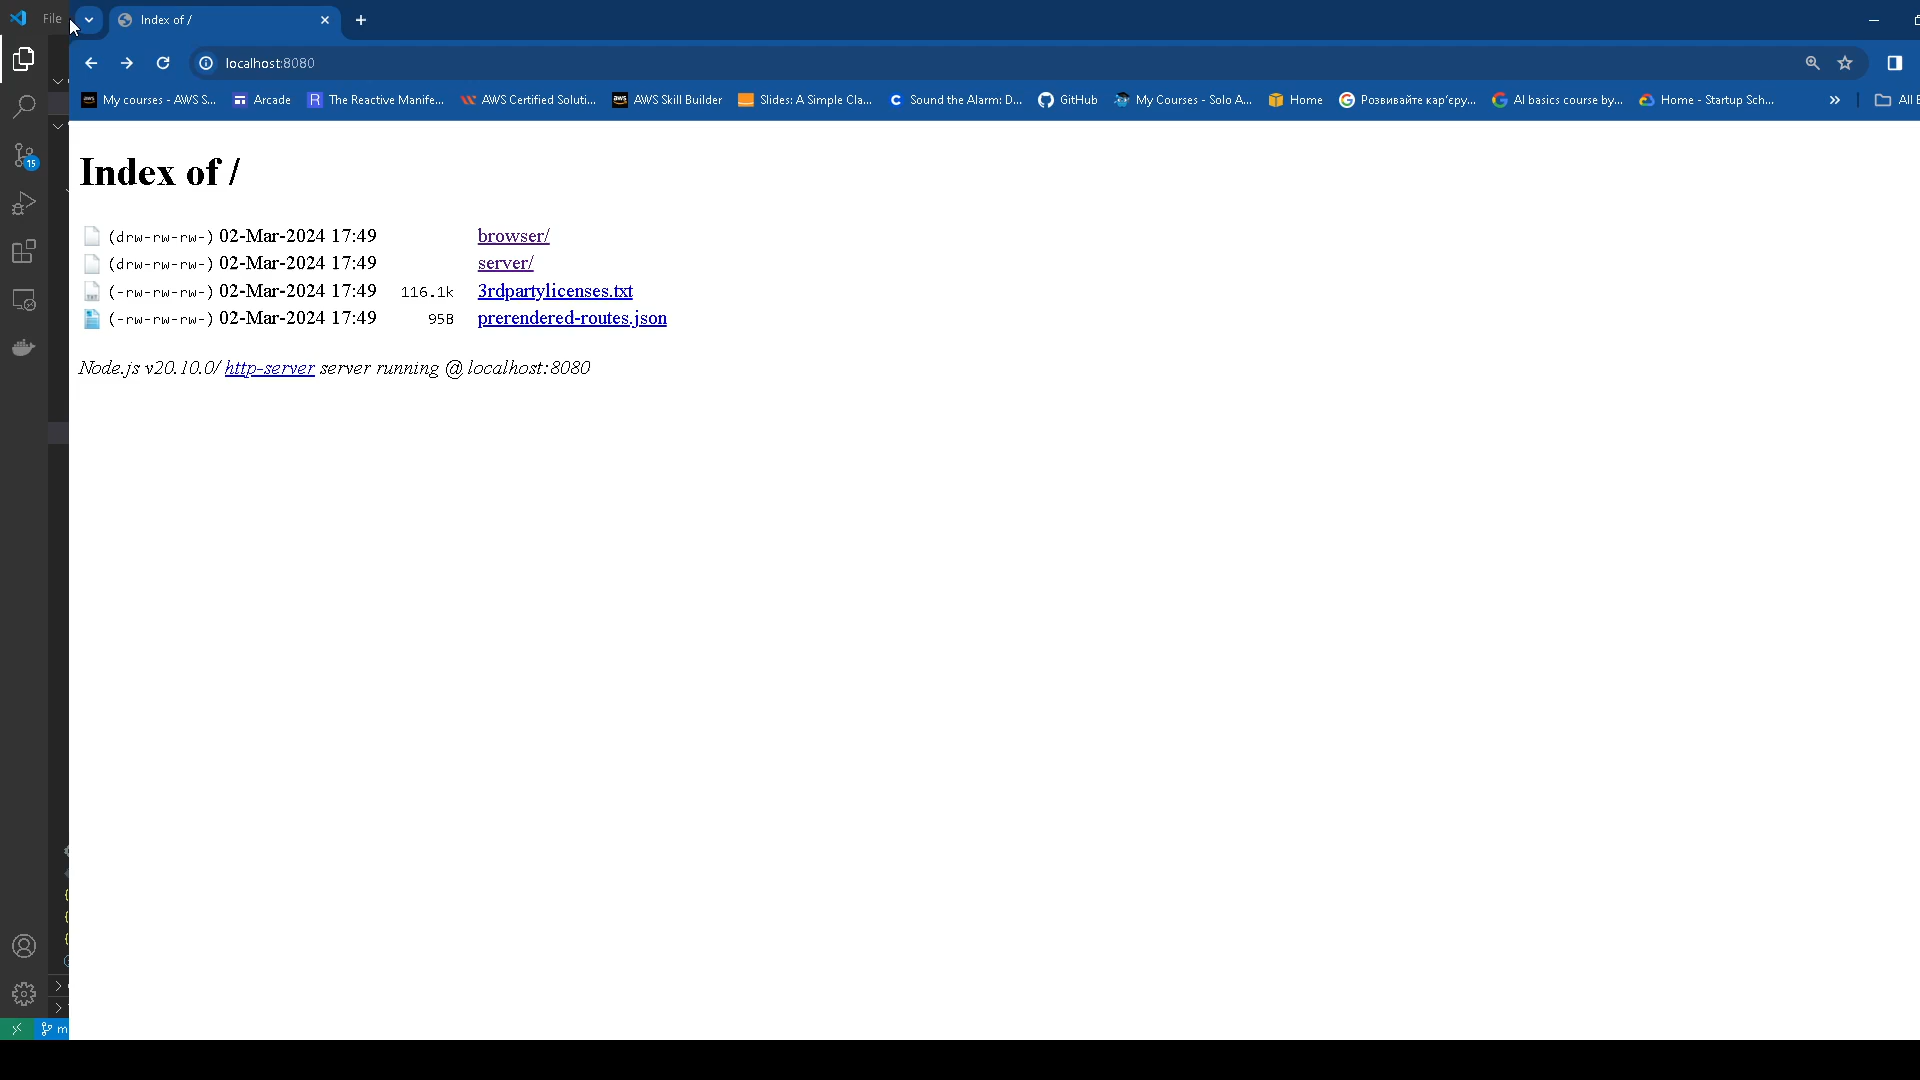 File
Index of /
localhost:8080
My courses - AWS S...
Arcade
The Reactive Manife...
AWS Certified Soluti...
AWS Skill Builder
Slides: A Simple Cla...
Sound the Alarm: D...
GitHub
My Courses - Solo A...
Home
Розвивайте кар'єру...
AI basics course by...
Home - Startup Sch...
»
All
15
Index of /
(drw-rw-rw-) 02-Mar-2024 17:49 browser/
(drw-rw-rw-) 02-Mar-2024 17:49 server/
(-rw-rw-rw-) 02-Mar-2024 17:49 116.1k 3rdpartylicenses.txt
(-rw-rw-rw-) 02-Mar-2024 17:49 95B prerendered-routes.json
Node.js v20.10.0/ http-server server running @ localhost:8080